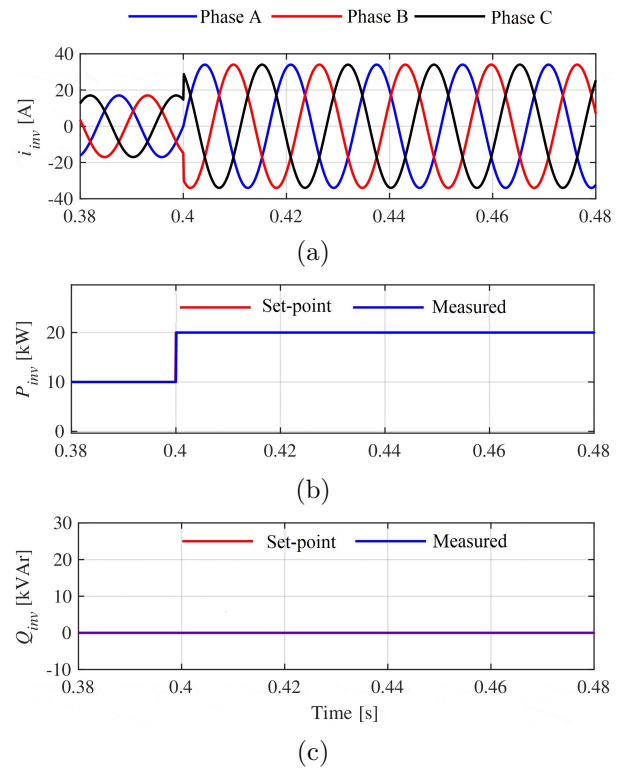 Phase A Phase B Phase C
40
20
0
-20
-40
i_inv [A]
0.38 0.4 0.42 0.44 0.46 0.48
(a)
Set-point Measured
20
10
0
P_inv [kW]
0.38 0.4 0.42 0.44 0.46 0.48
(b)
30
Set-point Measured
20
10
0
-10
Q_inv [kVAr]
0.38 0.4 0.42 0.44 0.46 0.48
Time [s]
(c)